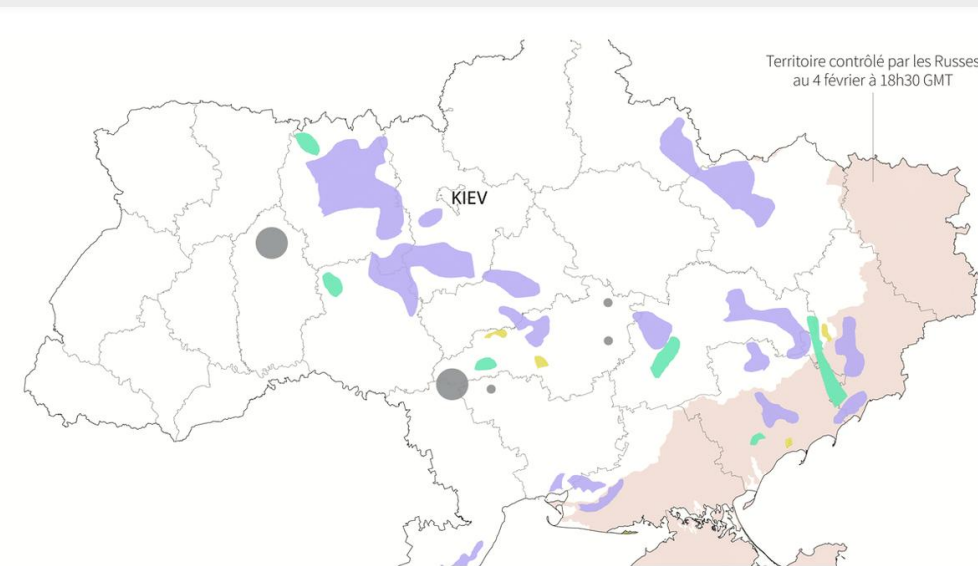 Territoire contrôlé par les Russes
au 4 février à 18h30 GMT
KIEV